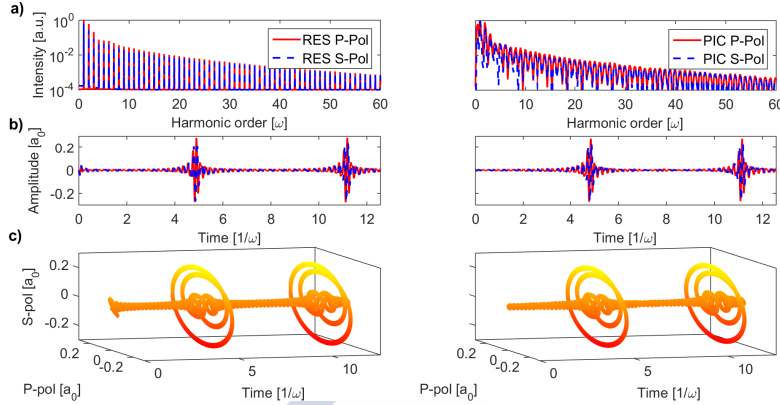 a)
Intensity [a.u.]
10^0
10^-2
10^-4
RES P-Pol
RES S-Pol
0 10 20 30 40 50 60
Harmonic order [ω]
PIC P-Pol
PIC S-Pol
0 10 20 30 40 50 60
Harmonic order [ω]
b)
Amplitude [a_0]
0.2
0
-0.2
0 2 4 6 8 10 12
Time [1/ω]
0 2 4 6 8 10 12
Time [1/ω]
c)
S-pol [a_0]
0.2
0
-0.2
0.2
0
-0.2
P-pol [a_0]
0 5 10
Time [1/ω]
0.2
0
-0.2
P-pol [a_0]
0 5 10
Time [1/ω]